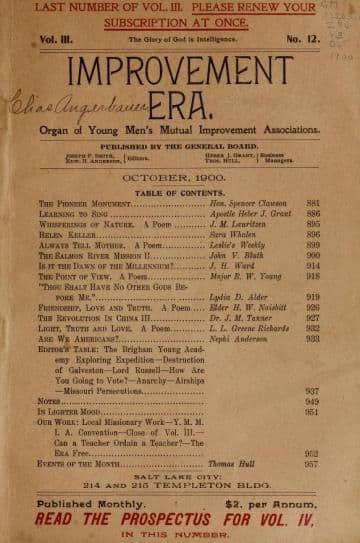 LAST NUMBER OF VOL. III. PLEASE RENEW YOUR
SUBSCRIPTION AT ONCE.
Vol. III. The Glory of God is Intelligence. No. 12.
IMPROVEMENT
ERA.
Elias Angerbauer
Organ of Young Men's Mutual Improvement Associations.
PUBLISHED BY THE GENERAL BOARD.
JOSEPH F. SMITH, EDW. H. ANDERSON, } Editors. HEBER J. GRANT, THOS. HULL, } Business Managers.
OCTOBER, 1900.
TABLE OF CONTENTS.
THE PIONEER MONUMENT.................... Hon. Spencer Clawson 881
LEARNING TO SING........................ Apostle Heber J. Grant 886
WHISPERINGS OF NATURE. A Poem........... J. M. Lauritzen 895
HELEN KELLER............................ Sara Whalen 896
ALWAYS TELL MOTHER. A Poem.............. Leslie's Weekly 899
THE SALMON RIVER MISSION II............. John V. Bluth 900
IS IT THE DAWN OF THE MILLENNIUM?....... J. H. Ward 914
THE POINT OF VIEW. A Poem............... Major R. W. Young 918
"THOU SHALT HAVE NO OTHER GODS BE-
FORE ME."............................... Lydia D. Alder 919
FRIENDSHIP, LOVE AND TRUTH. A Poem...... Elder H. W. Naisbitt 926
THE REVOLUTION IN CHINA III............. Dr. J. M. Tanner 927
LIGHT, TRUTH AND LOVE. A Poem........... L. L. Greene Richards 932
ARE WE AMERICANS?....................... Nephi Anderson 933
EDITOR'S TABLE: The Brigham Young Acad-
emy Exploring Expedition—Destruction
of Galveston—Lord Russell—How Are
You Going to Vote?—Anarchy—Airships
—Missouri Persecutions.................. 937
NOTES................................... 949
IN LIGHTER MOOD......................... 951
OUR WORK: Local Missionary Work—Y. M. M.
I. A. Convention—Close of Vol. III.—
Can a Teacher Ordain a Teacher?—The
ERA Free................................ 952
EVENTS OF THE MONTH..................... Thomas Hull 957
SALT LAKE CITY:
214 AND 215 TEMPLETON BLDG.
Published Monthly. $2. per Annum.
READ THE PROSPECTUS FOR VOL. IV.
IN THIS NUMBER.